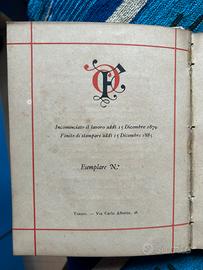 Incominciato il lavoro addì 15 Dicembre 1879
Finito di stampare addì 15 Dicembre 1885
Esemplare N.°
Torino. — Via Carlo Alberto,